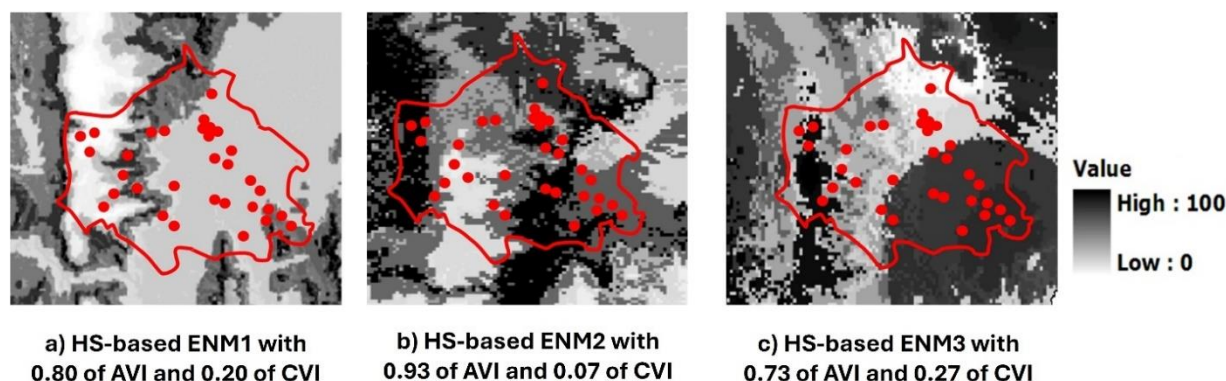 Value
High : 100
Low : 0
a) HS-based ENM1 with
0.80 of AVI and 0.20 of CVI
b) HS-based ENM2 with
0.93 of AVI and 0.07 of CVI
c) HS-based ENM3 with
0.73 of AVI and 0.27 of CVI